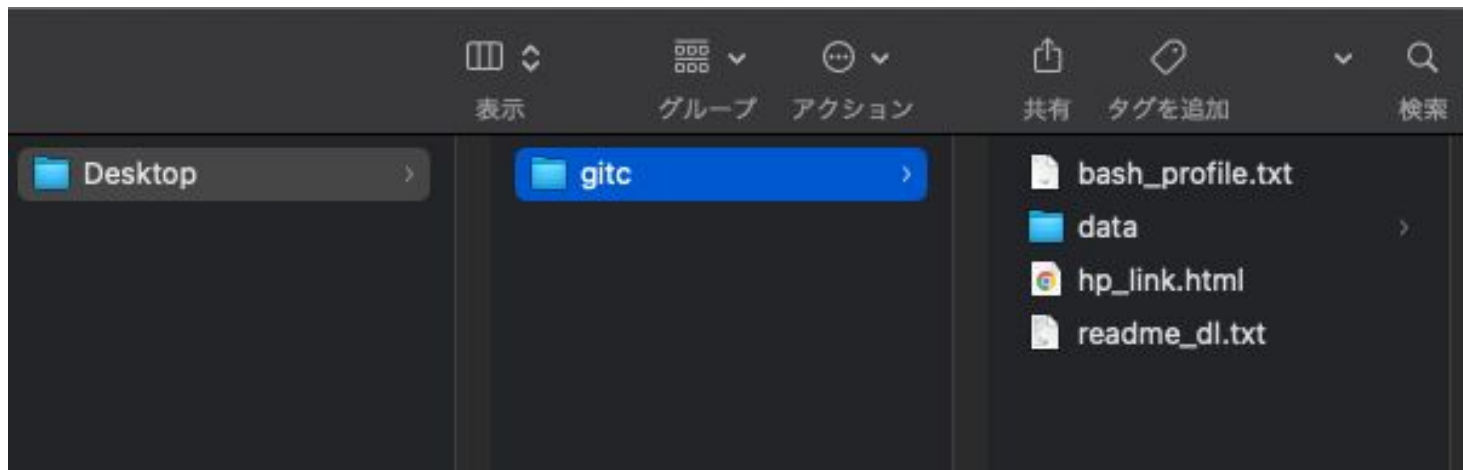 表示
グループ
アクション
共有
タグを追加
検索
Desktop
gitc
bash_profile.txt
data
hp_link.html
readme_dl.txt